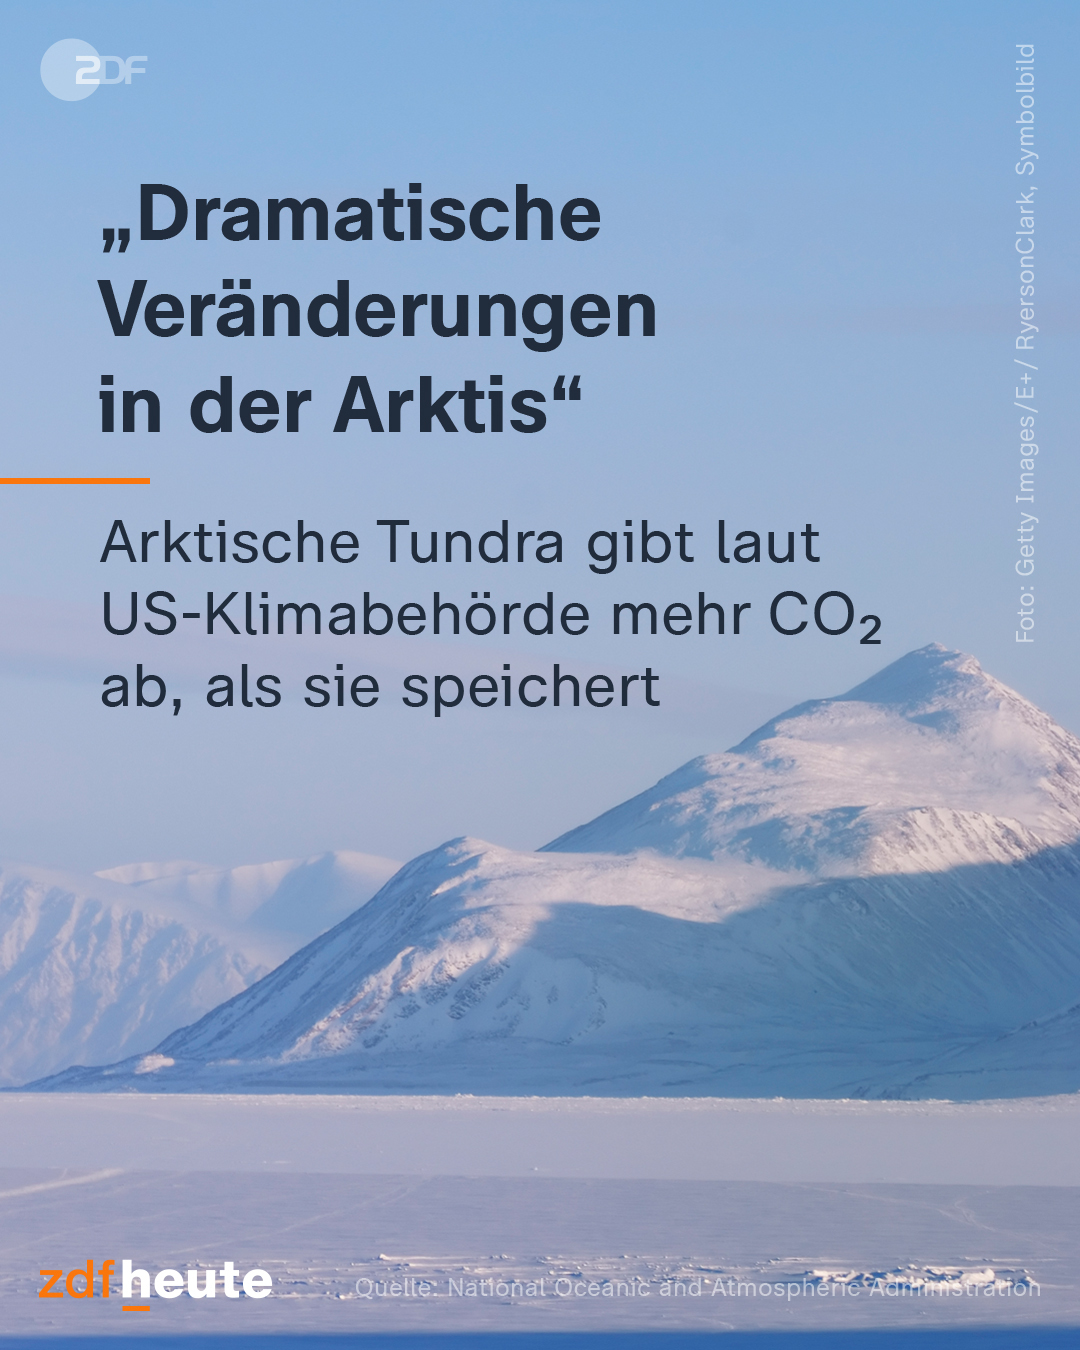 ZDF
„Dramatische
Veränderungen
in der Arktis“
Arktische Tundra gibt laut
US-Klimabehörde mehr CO₂
ab, als sie speichert
Foto: Getty Images/E+/ RyersonClark, Symbolbild
zdfheute
Quelle: National Oceanic and Atmospheric Administration